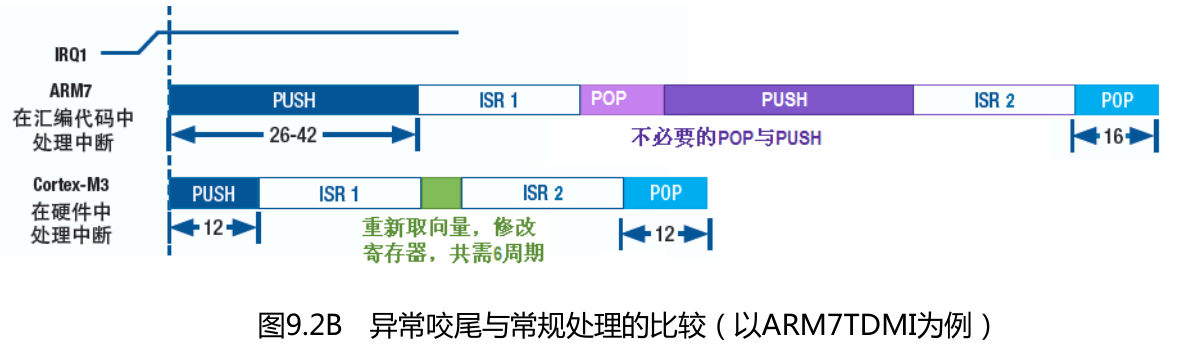 IRQ1
ARM7
在汇编代码中
处理中断
PUSH
ISR 1
POP
PUSH
ISR 2
POP
26-42
不必要的POP与PUSH
16
Cortex-M3
在硬件中
处理中断
PUSH
ISR 1
ISR 2
POP
12
重新取向量，修改
寄存器，共需6周期
12
图9.2B 异常咬尾与常规处理的比较（以ARM7TDMI为例）